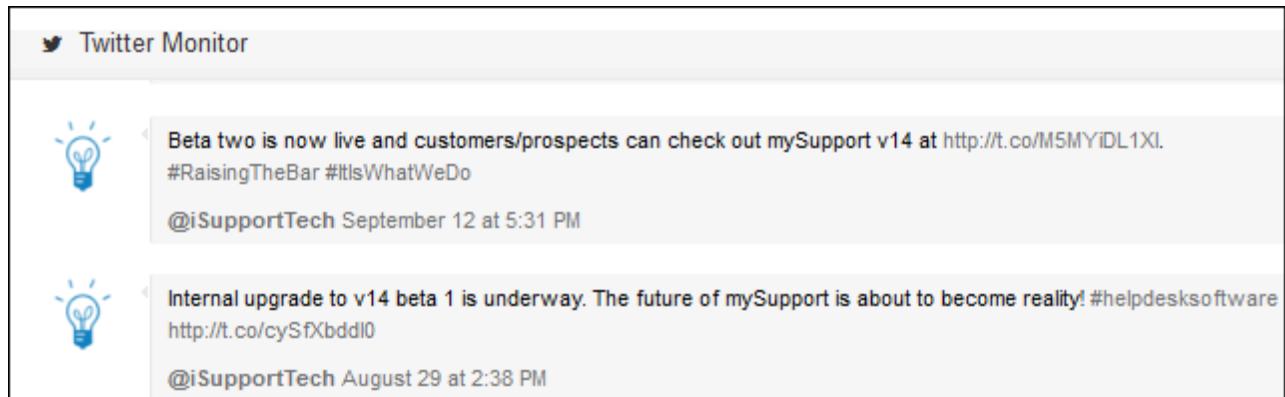 Twitter Monitor
Beta two is now live and customers/prospects can check out mySupport v14 at http://t.co/M5MYiDL1XI.
#RaisingTheBar #ItIsWhatWeDo
@iSupportTech September 12 at 5:31 PM
Internal upgrade to v14 beta 1 is underway. The future of mySupport is about to become reality! #helpdesksoftware
http://t.co/cySfXbddI0
@iSupportTech August 29 at 2:38 PM